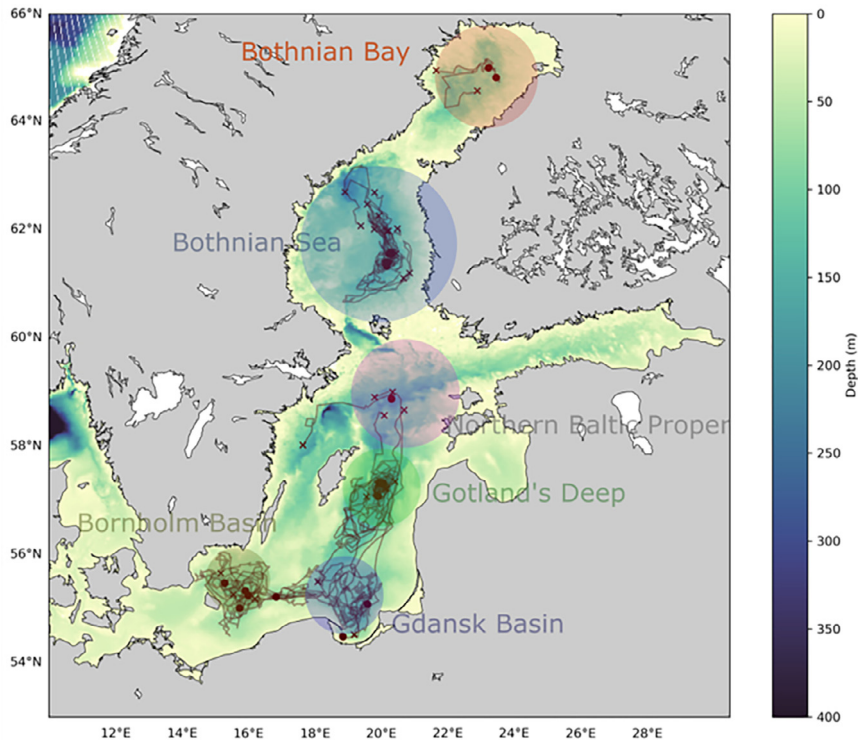 66°N
0
Bothnian Bay
64°N
50
100
62°N
Bothnian Sea
150
60°N
200
Depth (m)
250
58°N
Northern Baltic Proper
Gotland's Deep
Bornholm Basin
56°N
300
Gdansk Basin
350
54°N
400
12°E 14°E 16°E 18°E 20°E 22°E 24°E 26°E 28°E